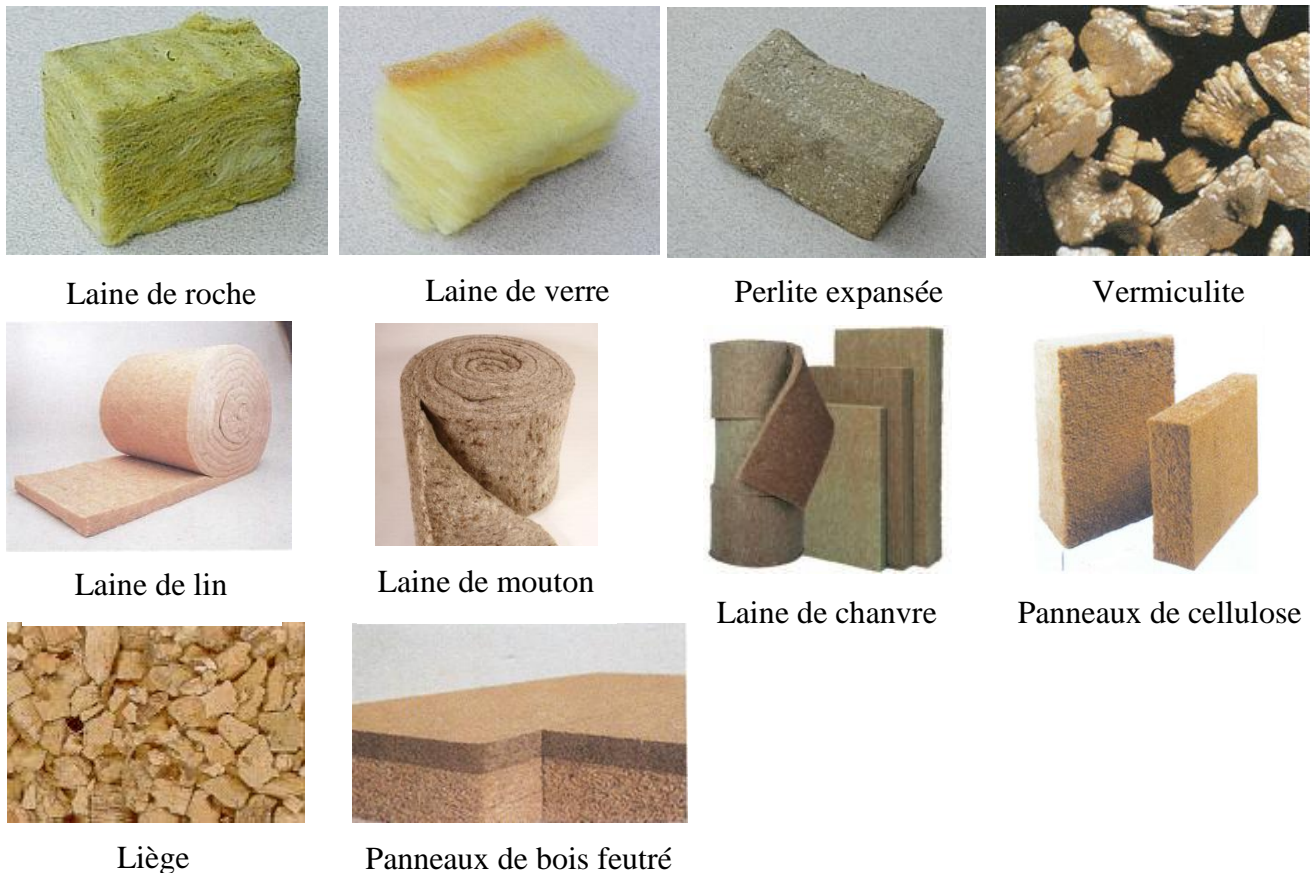 Laine de roche
Laine de verre
Perlite expansée
Vermiculite
Laine de lin
Laine de mouton
Laine de chanvre
Panneaux de cellulose
Liège
Panneaux de bois feutré